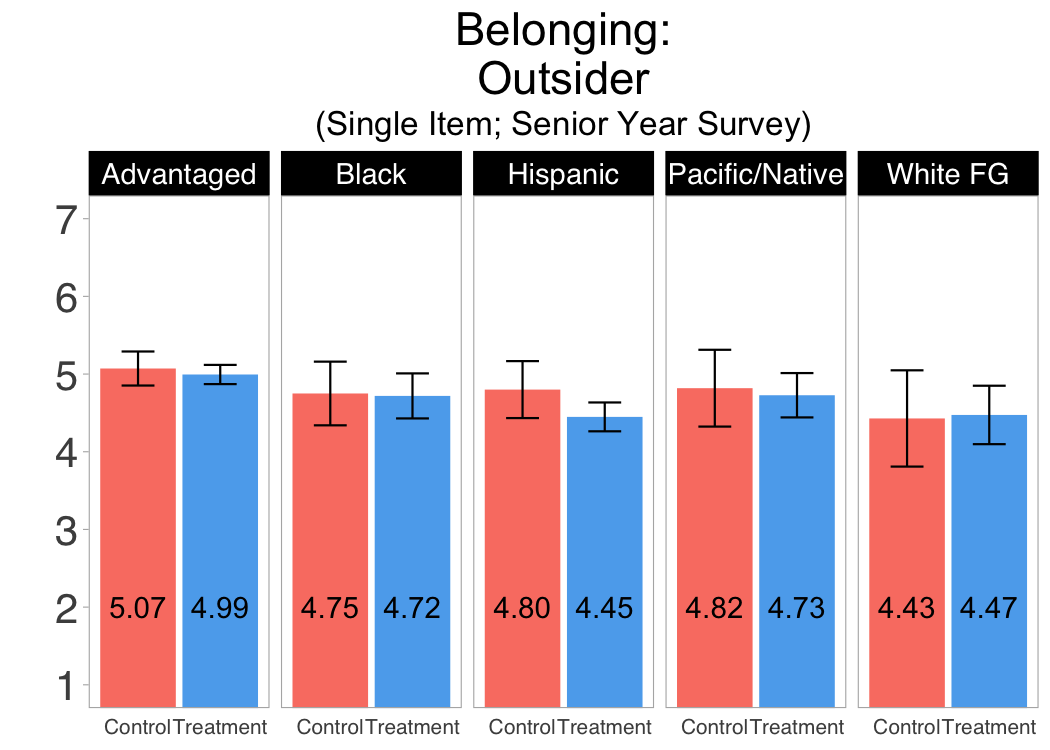 Belonging:
Outsider
(Single Item; Senior Year Survey)
Advantaged Black Hispanic Pacific/Native White FG
7
6
5
4
3
2
1
5.07 4.99 4.75 4.72 4.80 4.45 4.82 4.73 4.43 4.47
Control Treatment Control Treatment Control Treatment Control Treatment Control Treatment